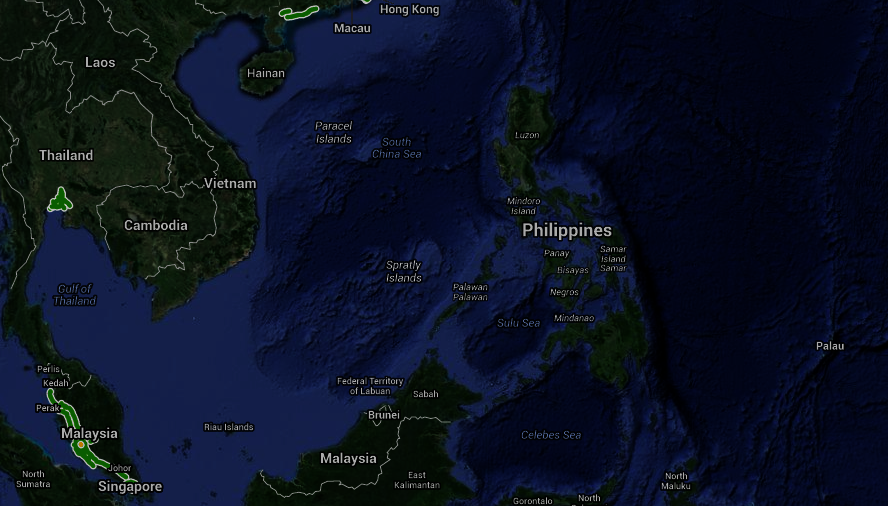 Hong Kong
Macau
Laos
Hainan
Paracel
Islands
South
China Sea
Luzon
Thailand
Vietnam
Mindoro
Island
Cambodia
Philippines
Samar
Island
Samar
Panay
Bisayas
Spratly
Islands
Gulf of
Thailand
Palawan
Palawan
Negros
Sulu Sea
Mindanao
Palau
Perlis
Kedah
Federal Territory
of Labuan
Sabah
Perak
Brunei
Malaysia
Riau Islands
Celebes Sea
Malaysia
Johor
North
Sumatra
Singapore
East
Kalimantan
North
Maluku
Gorontalo
North